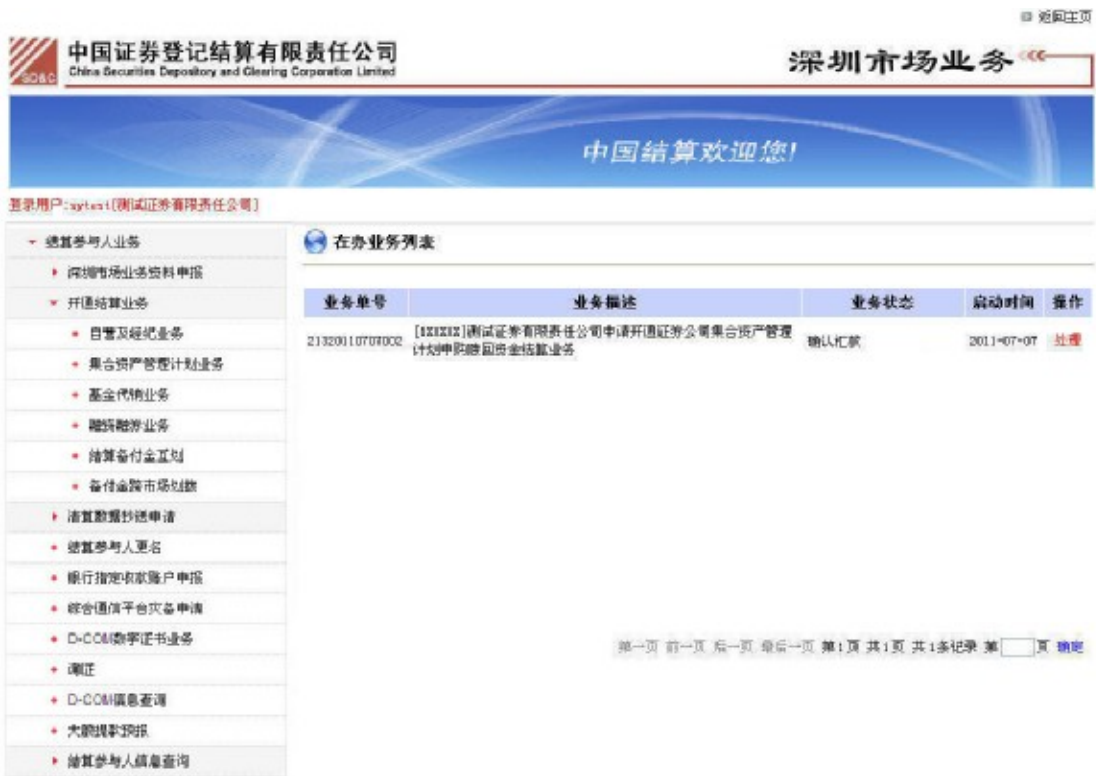 返回主页
中国证券登记结算有限责任公司
China Securities Depository and Clearing Corporation Limited
SD&C
深圳市场业务
中国结算欢迎您!
登录用户:mytest[测试证券有限责任公司]
结算参与人业务
深圳市场业务资料申报
开通结算业务
自营及经纪业务
集合资产管理计划业务
基金代销业务
融资融券业务
结算备付金互划
备付金跨市场划拨
清算数据抄送申请
结算参与人更名
银行指定收款账户申报
综合通信平台灾备申请
D-COM数字证书业务
D-COM信息查询
大额提款预报
结算参与人信息查询
在办业务列表
业务单号 业务描述 业务状态 启动时间 操作
21320110707002 [XXXXXX]测试证券有限责任公司申请开通证券公司集合资产管理 确认汇款 2011-07-07 处理
计划申购赎回资金结算业务
第一页 前一页 后一页 最后一页 第1页 共1页 共1条记录 第 页 确定